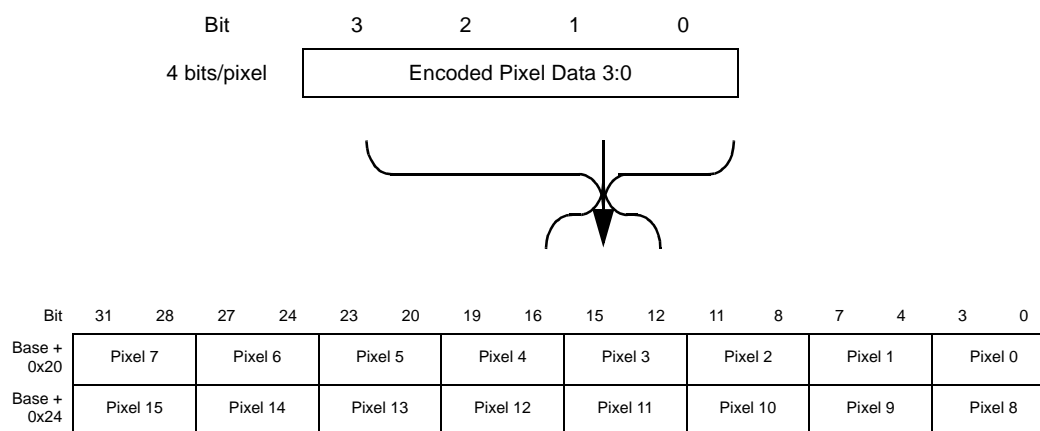 Bit 3 2 1 0
4 bits/pixel Encoded Pixel Data 3:0
Bit 31 28 27 24 23 20 19 16 15 12 11 8 7 4 3 0
Base + 0x20 Pixel 7 Pixel 6 Pixel 5 Pixel 4 Pixel 3 Pixel 2 Pixel 1 Pixel 0
Base + 0x24 Pixel 15 Pixel 14 Pixel 13 Pixel 12 Pixel 11 Pixel 10 Pixel 9 Pixel 8